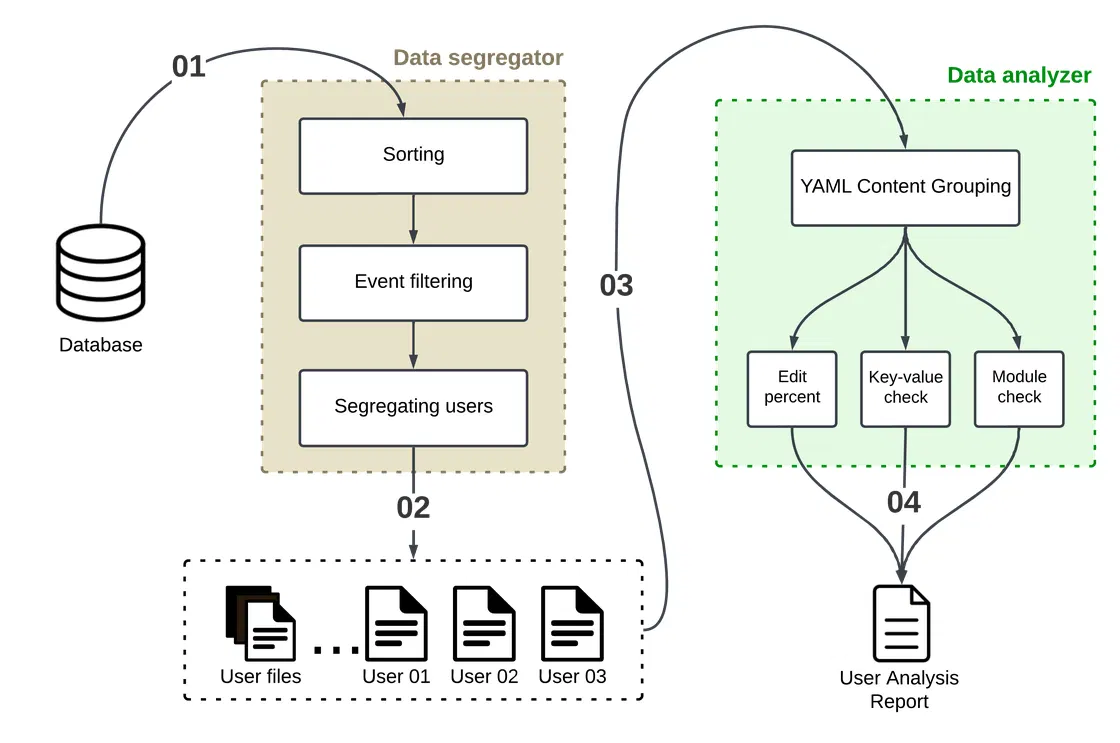 01
Data segregator
Sorting
Event filtering
Segregating users
Database
02
User files
...
User 01
User 02
User 03
03
Data analyzer
YAML Content Grouping
Edit
percent
Key-value
check
Module
check
04
User Analysis
Report